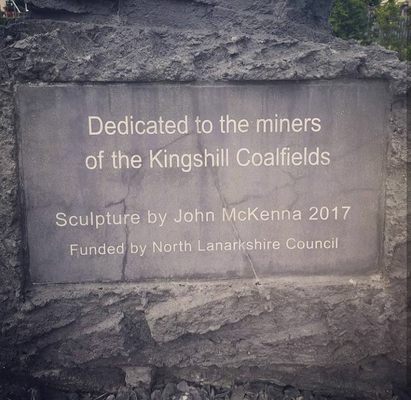 Dedicated to the miners
of the Kingshill Coalfields
Sculpture by John McKenna 2017
Funded by North Lanarkshire Council